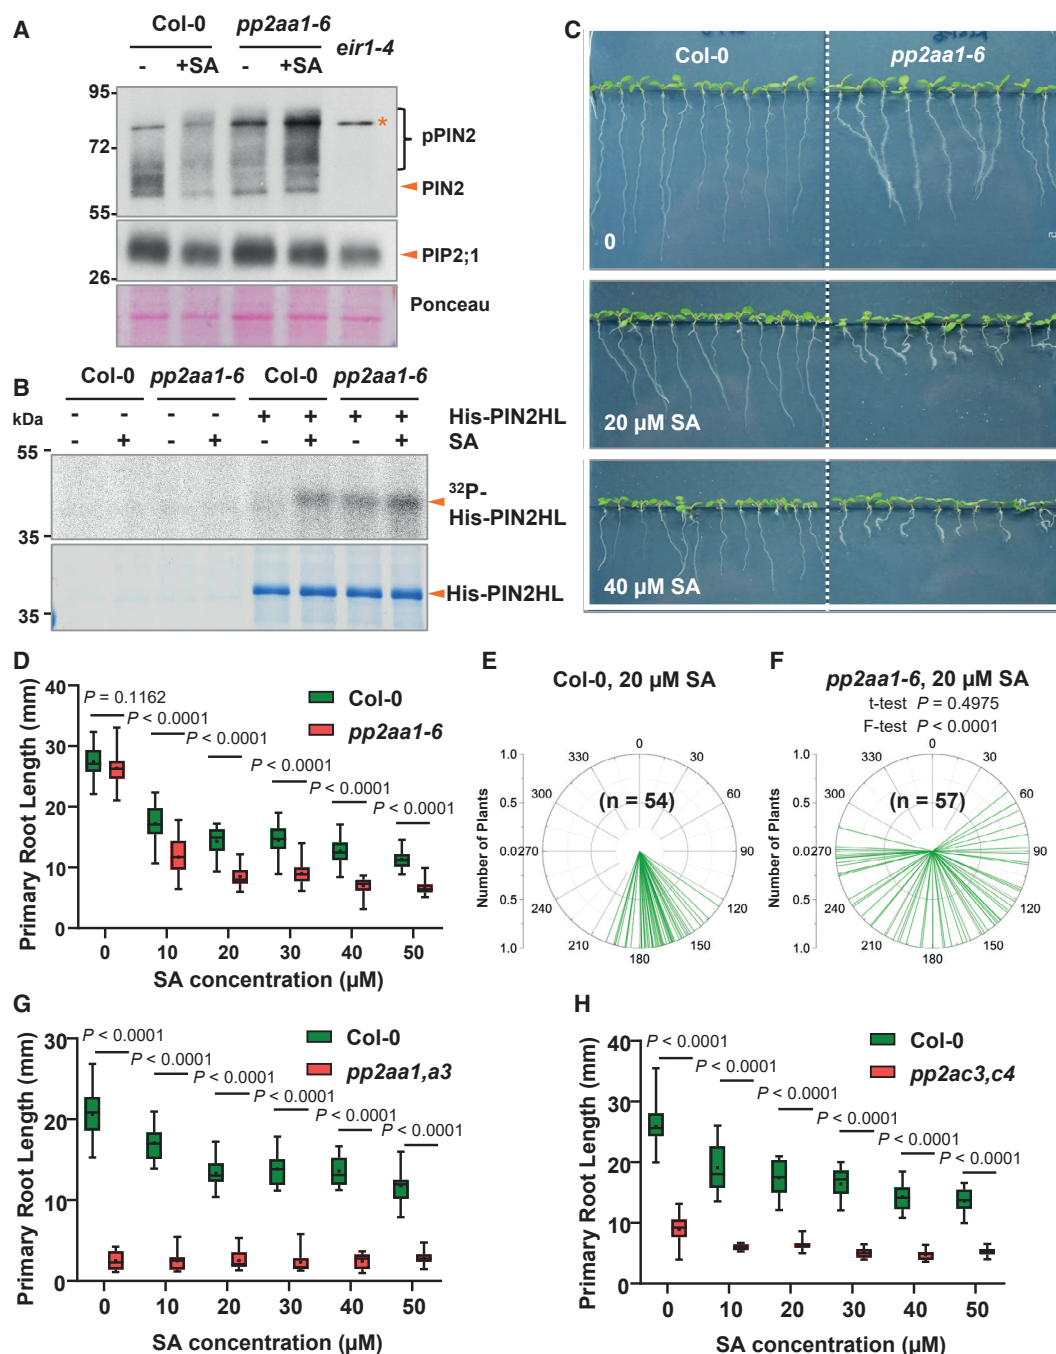 A
Col-0
pp2aa1-6
eir1-4
-
+SA
-
+SA
95
72
55
26
pPIN2
*
PIN2
PIP2;1
Ponceau
B
Col-0
pp2aa1-6
Col-0
pp2aa1-6
kDa
- - - - + + + + His-PIN2HL
- + - + - + - + SA
55
35
32P-
His-PIN2HL
35
His-PIN2HL
C
Col-0
pp2aa1-6
0
20 µM SA
40 µM SA
D
Primary Root Length (mm)
40
30
20
10
0
P = 0.1162
P < 0.0001
P < 0.0001
P < 0.0001
P < 0.0001
P < 0.0001
Col-0
pp2aa1-6
0 10 20 30 40 50
SA concentration (µM)
E
Col-0, 20 µM SA
Number of Plants
1.0
0.5
0.0
0.5
1.0
(n = 54)
0
30
60
90
120
150
180
210
240
270
300
330
F
pp2aa1-6, 20 µM SA
t-test P = 0.4975
F-test P < 0.0001
Number of Plants
1.0
0.5
0.0
0.5
1.0
(n = 57)
0
30
60
90
120
150
180
210
240
270
300
330
G
Primary Root Length (mm)
30
20
10
0
P < 0.0001
P < 0.0001
P < 0.0001
P < 0.0001
P < 0.0001
P < 0.0001
Col-0
pp2aa1,a3
0 10 20 30 40 50
SA concentration (µM)
H
Primary Root Length (mm)
40
30
20
10
0
P < 0.0001
P < 0.0001
P < 0.0001
P < 0.0001
P < 0.0001
P < 0.0001
Col-0
pp2ac3,c4
0 10 20 30 40 50
SA concentration (µM)